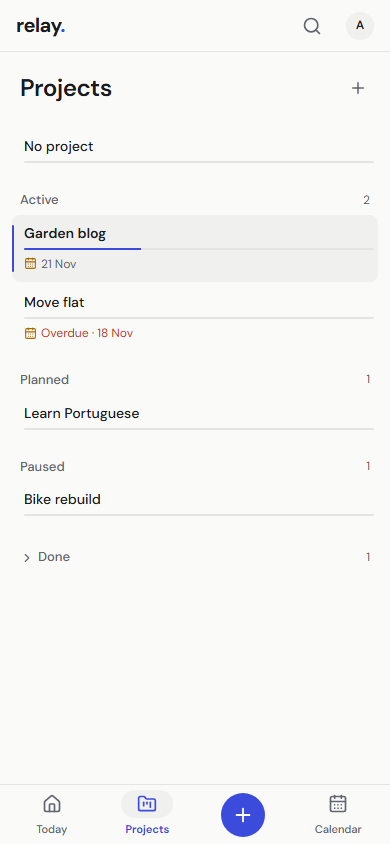 relay.
A
Projects
No project
Active 2
Garden blog
21 Nov
Move flat
Overdue · 18 Nov
Planned 1
Learn Portuguese
Paused 1
Bike rebuild
Done 1
Today Projects Calendar